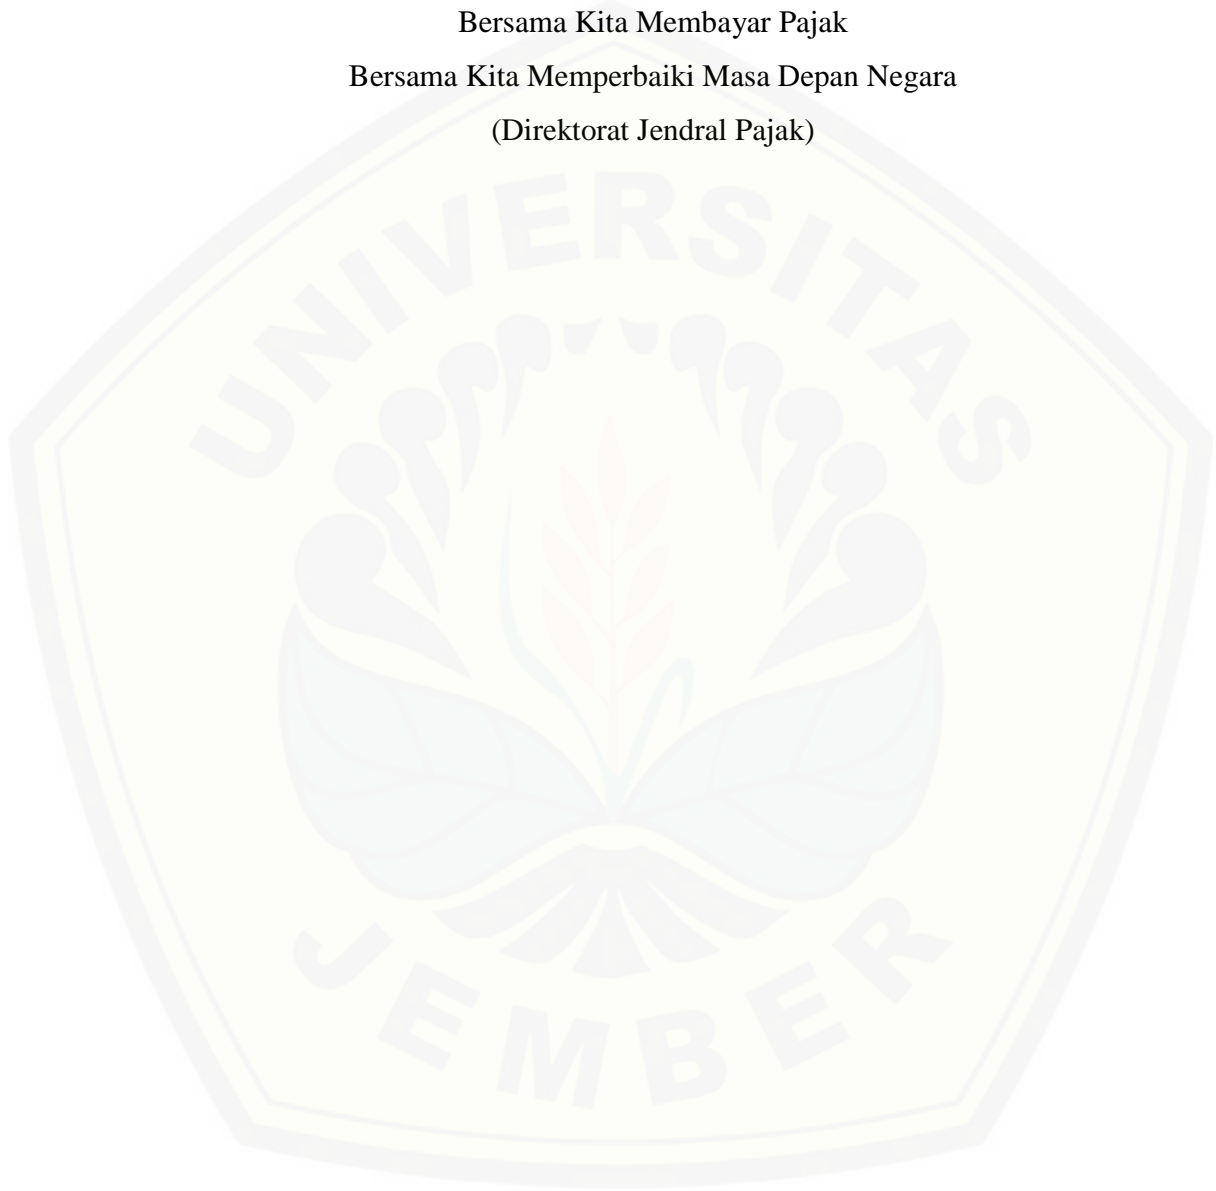 Bersama Kita Membayar Pajak
Bersama Kita Memperbaiki Masa Depan Negara
(Direktorat Jendral Pajak)
UNIVERSITAS
JEMBER